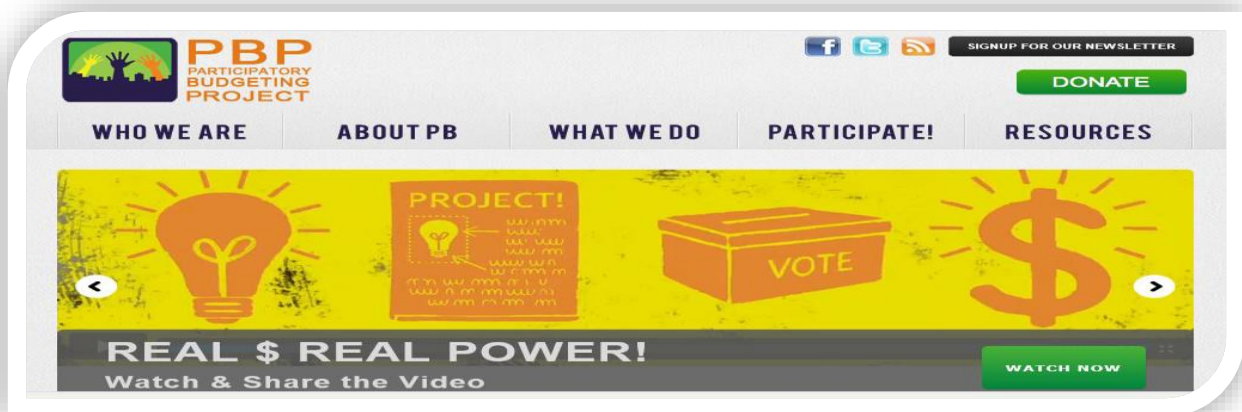 PBP
PARTICIPATORY
BUDGETING
PROJECT
SIGNUP FOR OUR NEWSLETTER
DONATE
WHO WE ARE
ABOUT PB
WHAT WE DO
PARTICIPATE!
RESOURCES
PROJECT!
VOTE
$
REAL $ REAL POWER!
Watch & Share the Video
WATCH NOW